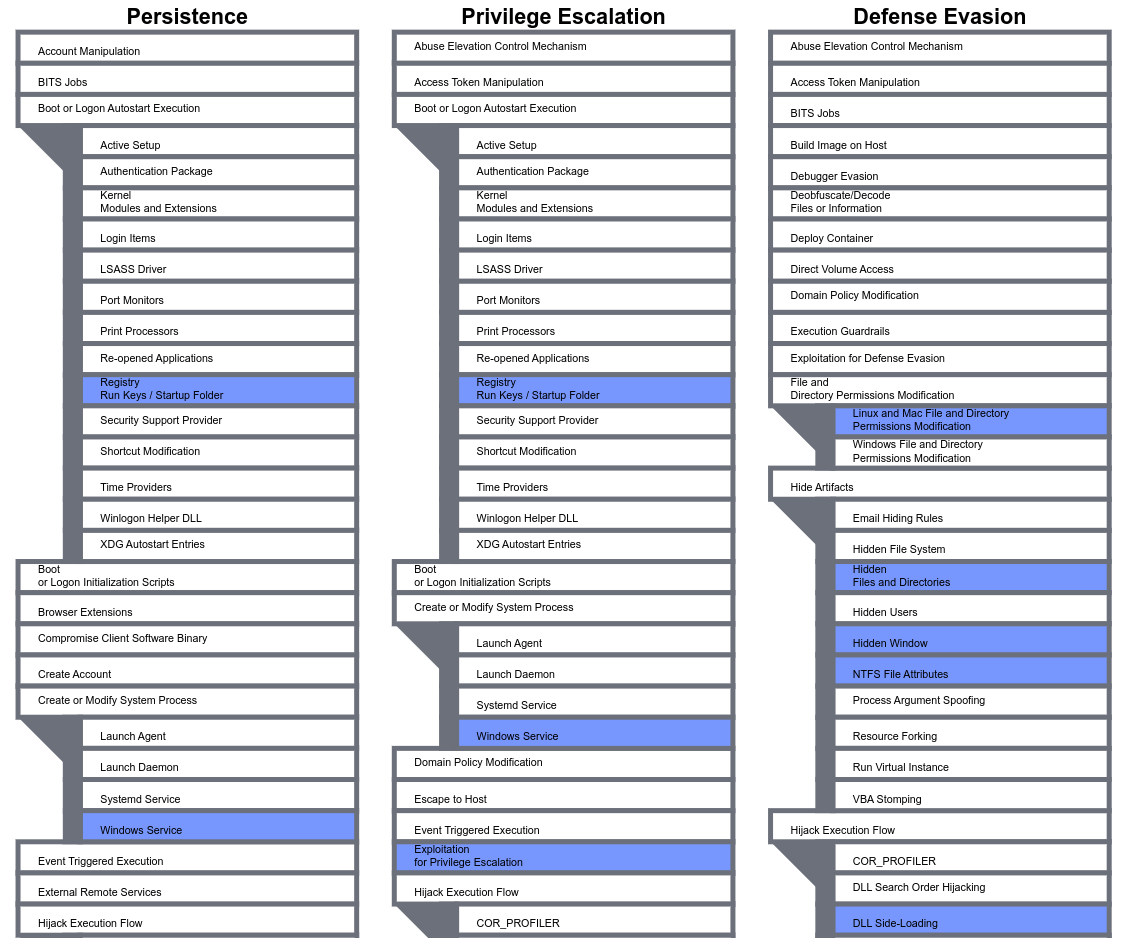 Persistence
Account Manipulation
BITS Jobs
Boot or Logon Autostart Execution
Active Setup
Authentication Package
Kernel
Modules and Extensions
Login Items
LSASS Driver
Port Monitors
Print Processors
Re-opened Applications
Registry
Run Keys / Startup Folder
Security Support Provider
Shortcut Modification
Time Providers
Winlogon Helper DLL
XDG Autostart Entries
Boot
or Logon Initialization Scripts
Browser Extensions
Compromise Client Software Binary
Create Account
Create or Modify System Process
Launch Agent
Launch Daemon
Systemd Service
Windows Service
Event Triggered Execution
External Remote Services
Hijack Execution Flow
Privilege Escalation
Abuse Elevation Control Mechanism
Access Token Manipulation
Boot or Logon Autostart Execution
Active Setup
Authentication Package
Kernel
Modules and Extensions
Login Items
LSASS Driver
Port Monitors
Print Processors
Re-opened Applications
Registry
Run Keys / Startup Folder
Security Support Provider
Shortcut Modification
Time Providers
Winlogon Helper DLL
XDG Autostart Entries
Boot
or Logon Initialization Scripts
Create or Modify System Process
Launch Agent
Launch Daemon
Systemd Service
Windows Service
Domain Policy Modification
Escape to Host
Event Triggered Execution
Exploitation
for Privilege Escalation
Hijack Execution Flow
COR_PROFILER
Defense Evasion
Abuse Elevation Control Mechanism
Access Token Manipulation
BITS Jobs
Build Image on Host
Debugger Evasion
Deobfuscate/Decode
Files or Information
Deploy Container
Direct Volume Access
Domain Policy Modification
Execution Guardrails
Exploitation for Defense Evasion
File and
Directory Permissions Modification
Linux and Mac File and Directory
Permissions Modification
Windows File and Directory
Permissions Modification
Hide Artifacts
Email Hiding Rules
Hidden File System
Hidden
Files and Directories
Hidden Users
Hidden Window
NTFS File Attributes
Process Argument Spoofing
Resource Forking
Run Virtual Instance
VBA Stomping
Hijack Execution Flow
COR_PROFILER
DLL Search Order Hijacking
DLL Side-Loading